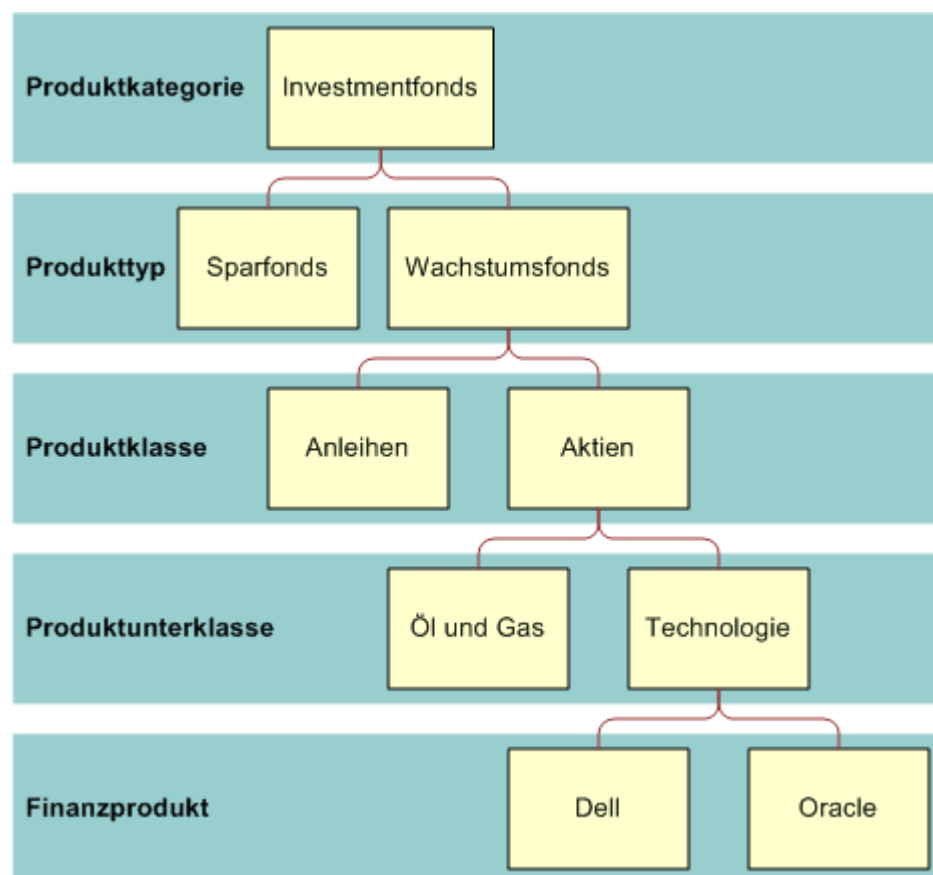 Produktkategorie
Investmentfonds
Produkttyp
Sparfonds
Wachstumsfonds
Produktklasse
Anleihen
Aktien
Produktunterklasse
Öl und Gas
Technologie
Finanzprodukt
Dell
Oracle